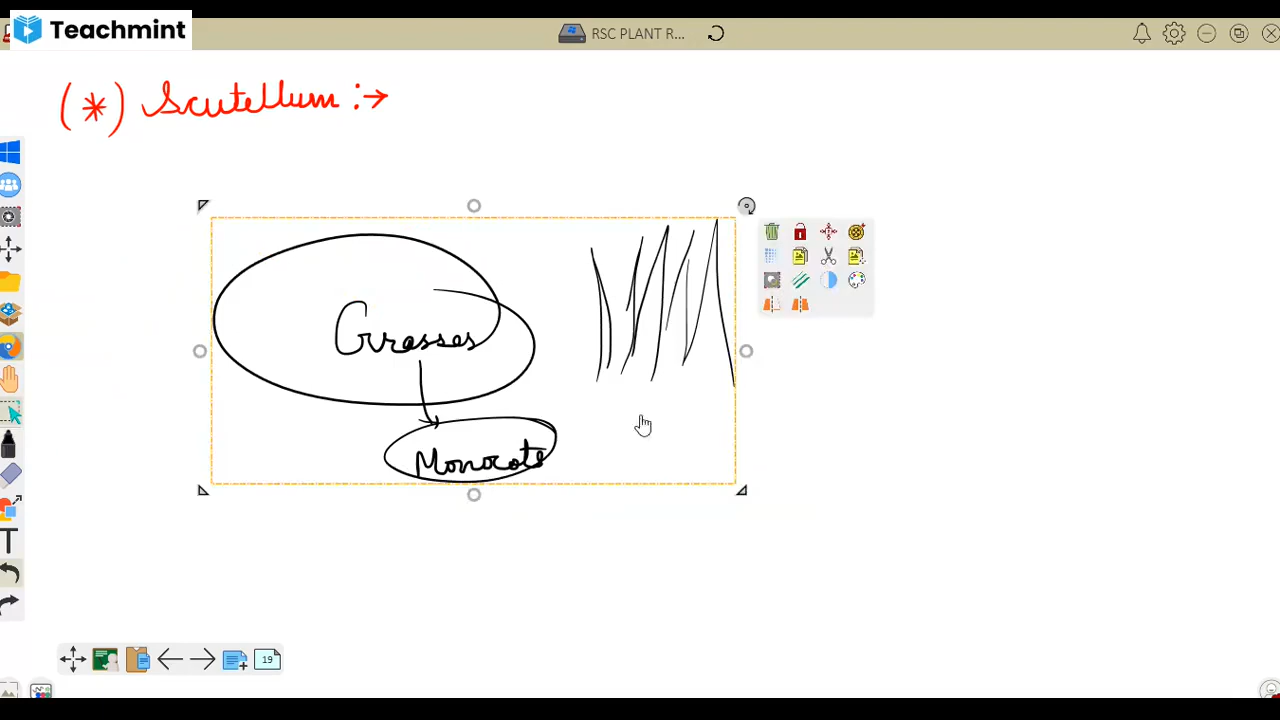 Teachmint
RSC PLANT R...
(*) Scutellum :→
Grasses
Monocots
T
19